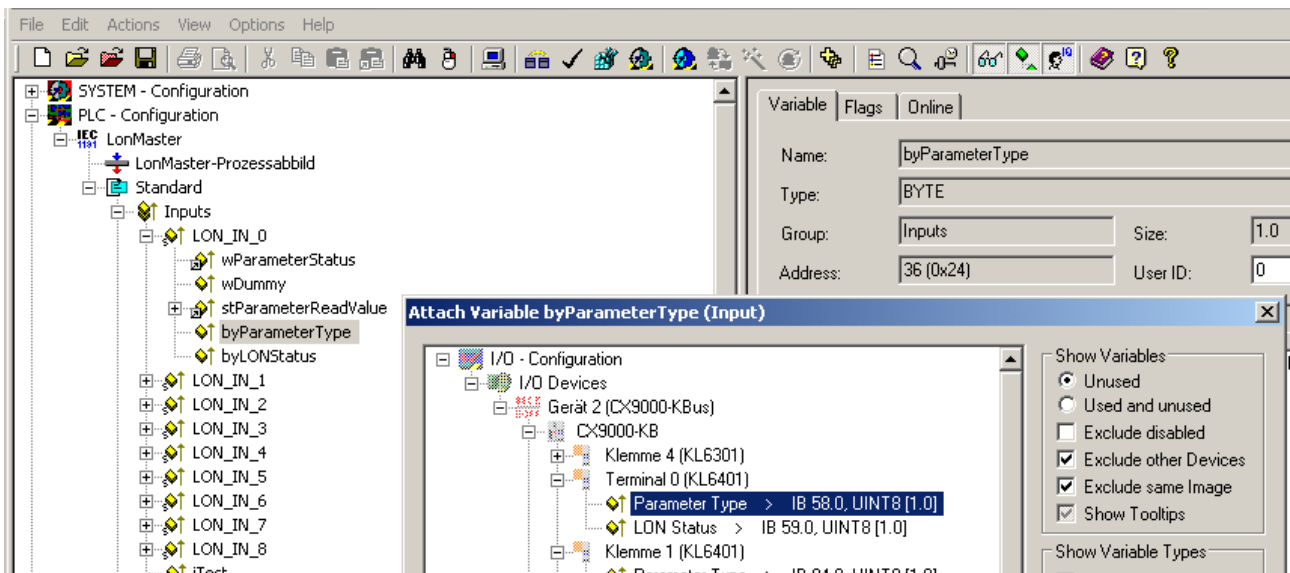 File Edit Actions View Options Help
SYSTEM - Configuration
PLC - Configuration
IEC 1131 LonMaster
LonMaster-Prozessabbild
Standard
Inputs
LON_IN_0
wParameterStatus
wDummy
stParameterReadValue
byParameterType
byLONStatus
LON_IN_1
LON_IN_2
LON_IN_3
LON_IN_4
LON_IN_5
LON_IN_6
LON_IN_7
LON_IN_8
iTest
Variable Flags Online
Name: byParameterType
Type: BYTE
Group: Inputs Size: 1.0
Address: 36 (0x24) User ID: 0
Attach Variable byParameterType (Input)
I/O - Configuration
I/O Devices
Gerät 2 (CX9000-KBus)
CX9000-KB
Klemme 4 (KL6301)
Terminal 0 (KL6401)
Parameter Type > IB 58.0, UINT8 [1.0]
LON Status > IB 59.0, UINT8 [1.0]
Klemme 1 (KL6401)
Show Variables
Unused
Used and unused
Exclude disabled
Exclude other Devices
Exclude same Image
Show Tooltips
Show Variable Types